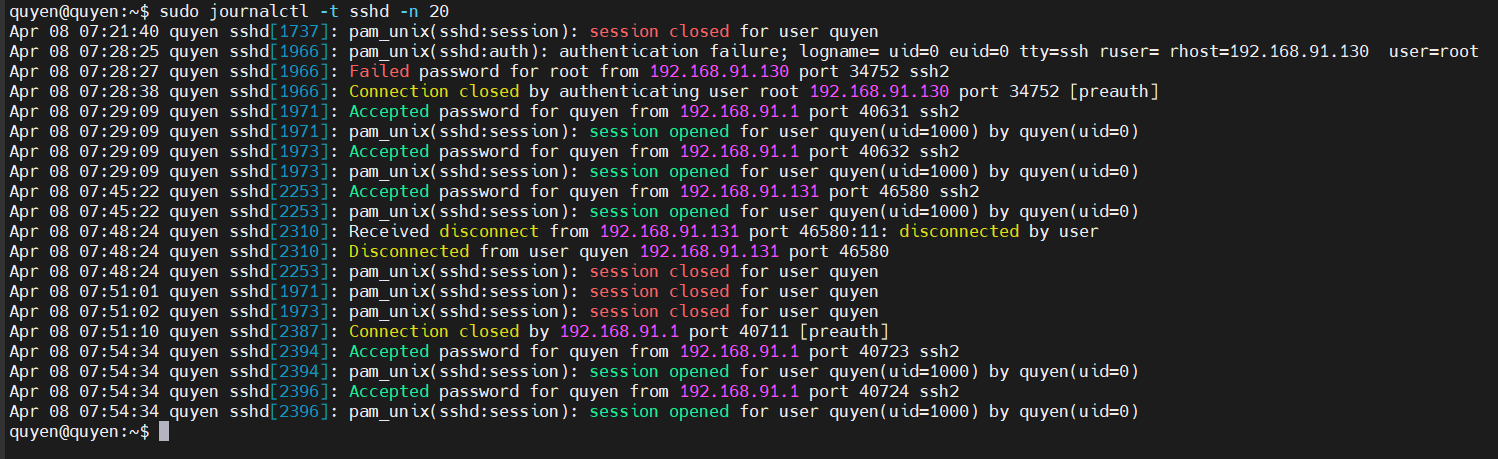 quyen@quyen:~$ sudo journalctl -t sshd -n 20
Apr 08 07:21:40 quyen sshd[1737]: pam_unix(sshd:session): session closed for user quyen
Apr 08 07:28:25 quyen sshd[1966]: pam_unix(sshd:auth): authentication failure; logname= uid=0 euid=0 tty=ssh ruser= rhost=192.168.91.130  user=root
Apr 08 07:28:27 quyen sshd[1966]: Failed password for root from 192.168.91.130 port 34752 ssh2
Apr 08 07:28:38 quyen sshd[1966]: Connection closed by authenticating user root 192.168.91.130 port 34752 [preauth]
Apr 08 07:29:09 quyen sshd[1971]: Accepted password for quyen from 192.168.91.1 port 40631 ssh2
Apr 08 07:29:09 quyen sshd[1971]: pam_unix(sshd:session): session opened for user quyen(uid=1000) by quyen(uid=0)
Apr 08 07:29:09 quyen sshd[1973]: Accepted password for quyen from 192.168.91.1 port 40632 ssh2
Apr 08 07:29:09 quyen sshd[1973]: pam_unix(sshd:session): session opened for user quyen(uid=1000) by quyen(uid=0)
Apr 08 07:45:22 quyen sshd[2253]: Accepted password for quyen from 192.168.91.131 port 46580 ssh2
Apr 08 07:45:22 quyen sshd[2253]: pam_unix(sshd:session): session opened for user quyen(uid=1000) by quyen(uid=0)
Apr 08 07:48:24 quyen sshd[2310]: Received disconnect from 192.168.91.131 port 46580:11: disconnected by user
Apr 08 07:48:24 quyen sshd[2310]: Disconnected from user quyen 192.168.91.131 port 46580
Apr 08 07:48:24 quyen sshd[2253]: pam_unix(sshd:session): session closed for user quyen
Apr 08 07:51:01 quyen sshd[1971]: pam_unix(sshd:session): session closed for user quyen
Apr 08 07:51:02 quyen sshd[1973]: pam_unix(sshd:session): session closed for user quyen
Apr 08 07:51:10 quyen sshd[2387]: Connection closed by 192.168.91.1 port 40711 [preauth]
Apr 08 07:54:34 quyen sshd[2394]: Accepted password for quyen from 192.168.91.1 port 40723 ssh2
Apr 08 07:54:34 quyen sshd[2394]: pam_unix(sshd:session): session opened for user quyen(uid=1000) by quyen(uid=0)
Apr 08 07:54:34 quyen sshd[2396]: Accepted password for quyen from 192.168.91.1 port 40724 ssh2
Apr 08 07:54:34 quyen sshd[2396]: pam_unix(sshd:session): session opened for user quyen(uid=1000) by quyen(uid=0)
quyen@quyen:~$